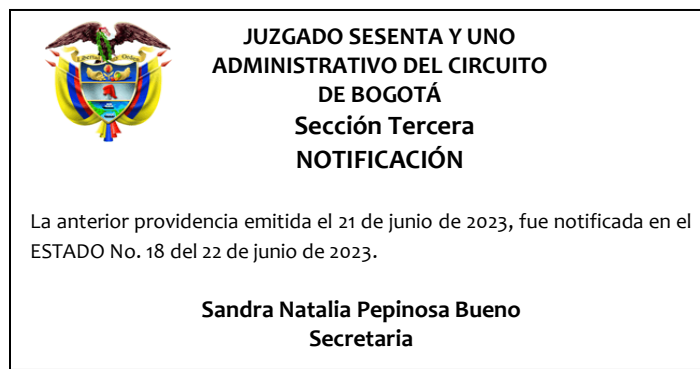 JUZGADO SESENTA Y UNO
ADMINISTRATIVO DEL CIRCUITO
DE BOGOTÁ
Sección Tercera
NOTIFICACIÓN
La anterior providencia emitida el 21 de junio de 2023, fue notificada en el
ESTADO No. 18 del 22 de junio de 2023.
Sandra Natalia Pepinosa Bueno
Secretaria